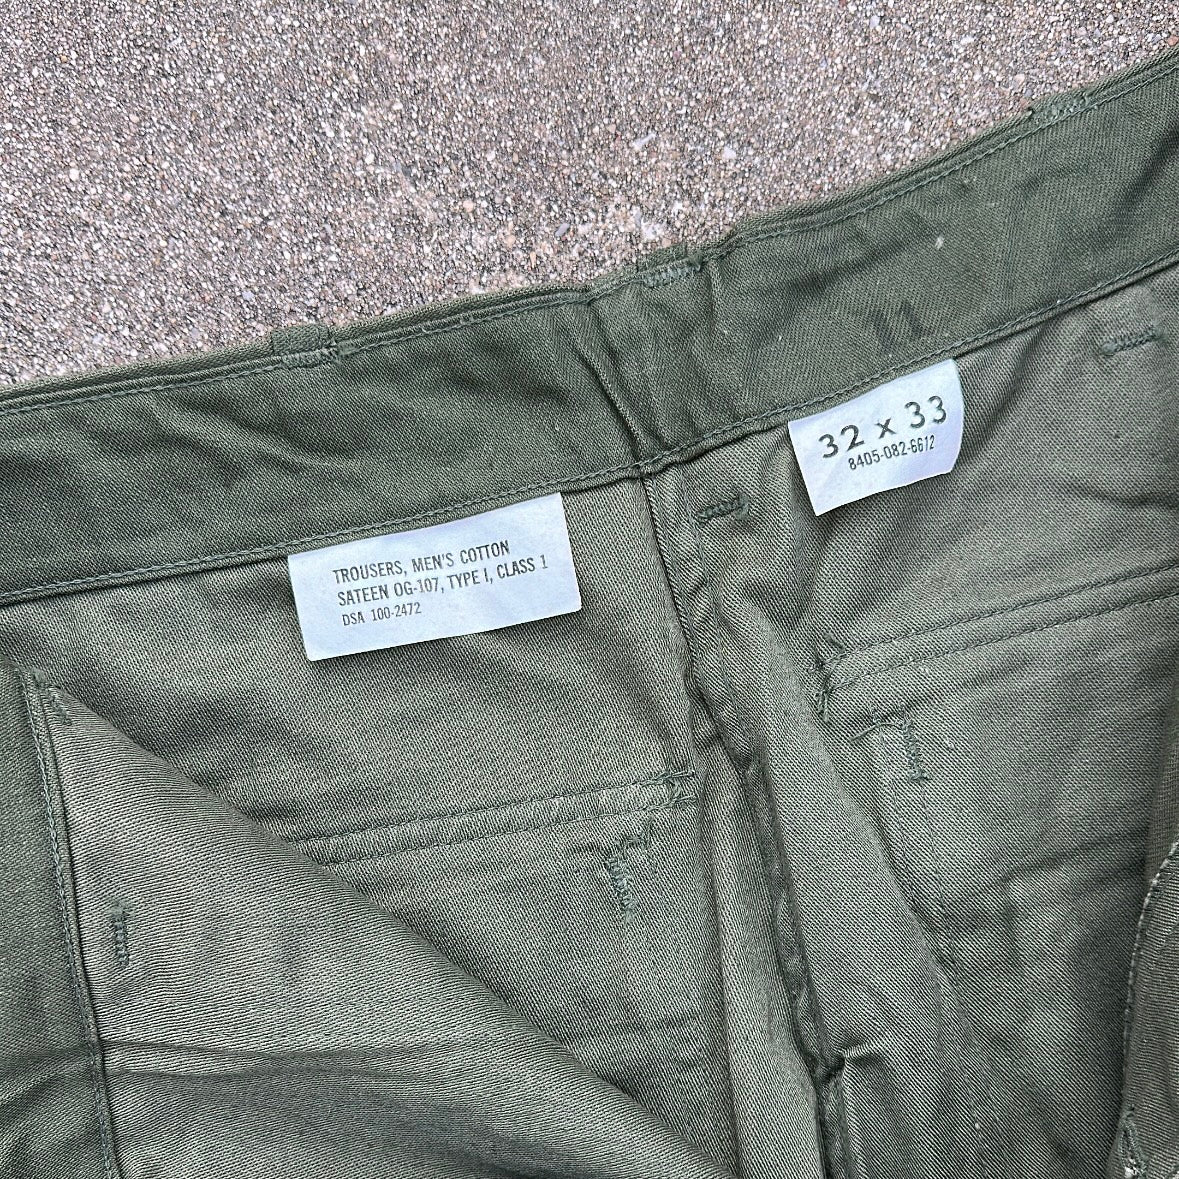 TROUSERS, MEN'S COTTON
SATEEN OG-107, TYPE I, CLASS 1
DSA 100-2472
32 x 33
8405-082-6612